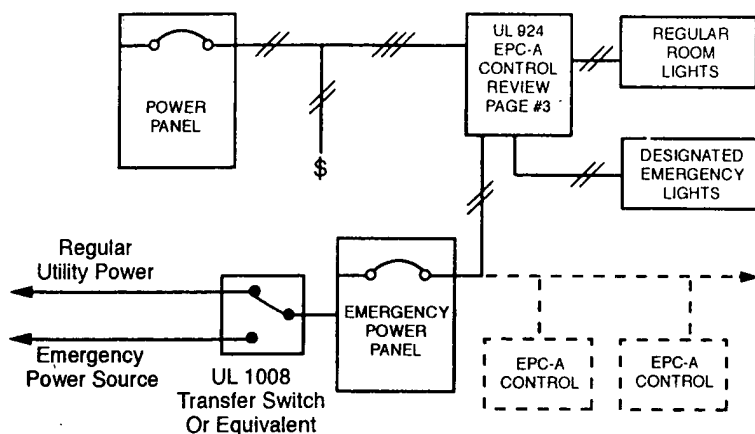 POWER
PANEL
$
UL 924
EPC-A
CONTROL
REVIEW
PAGE #3
REGULAR
ROOM
LIGHTS
DESIGNATED
EMERGENCY
LIGHTS
Regular
Utility Power
Emergency
Power Source
UL 1008
Transfer Switch
Or Equivalent
EMERGENCY
POWER
PANEL
EPC-A
CONTROL
EPC-A
CONTROL